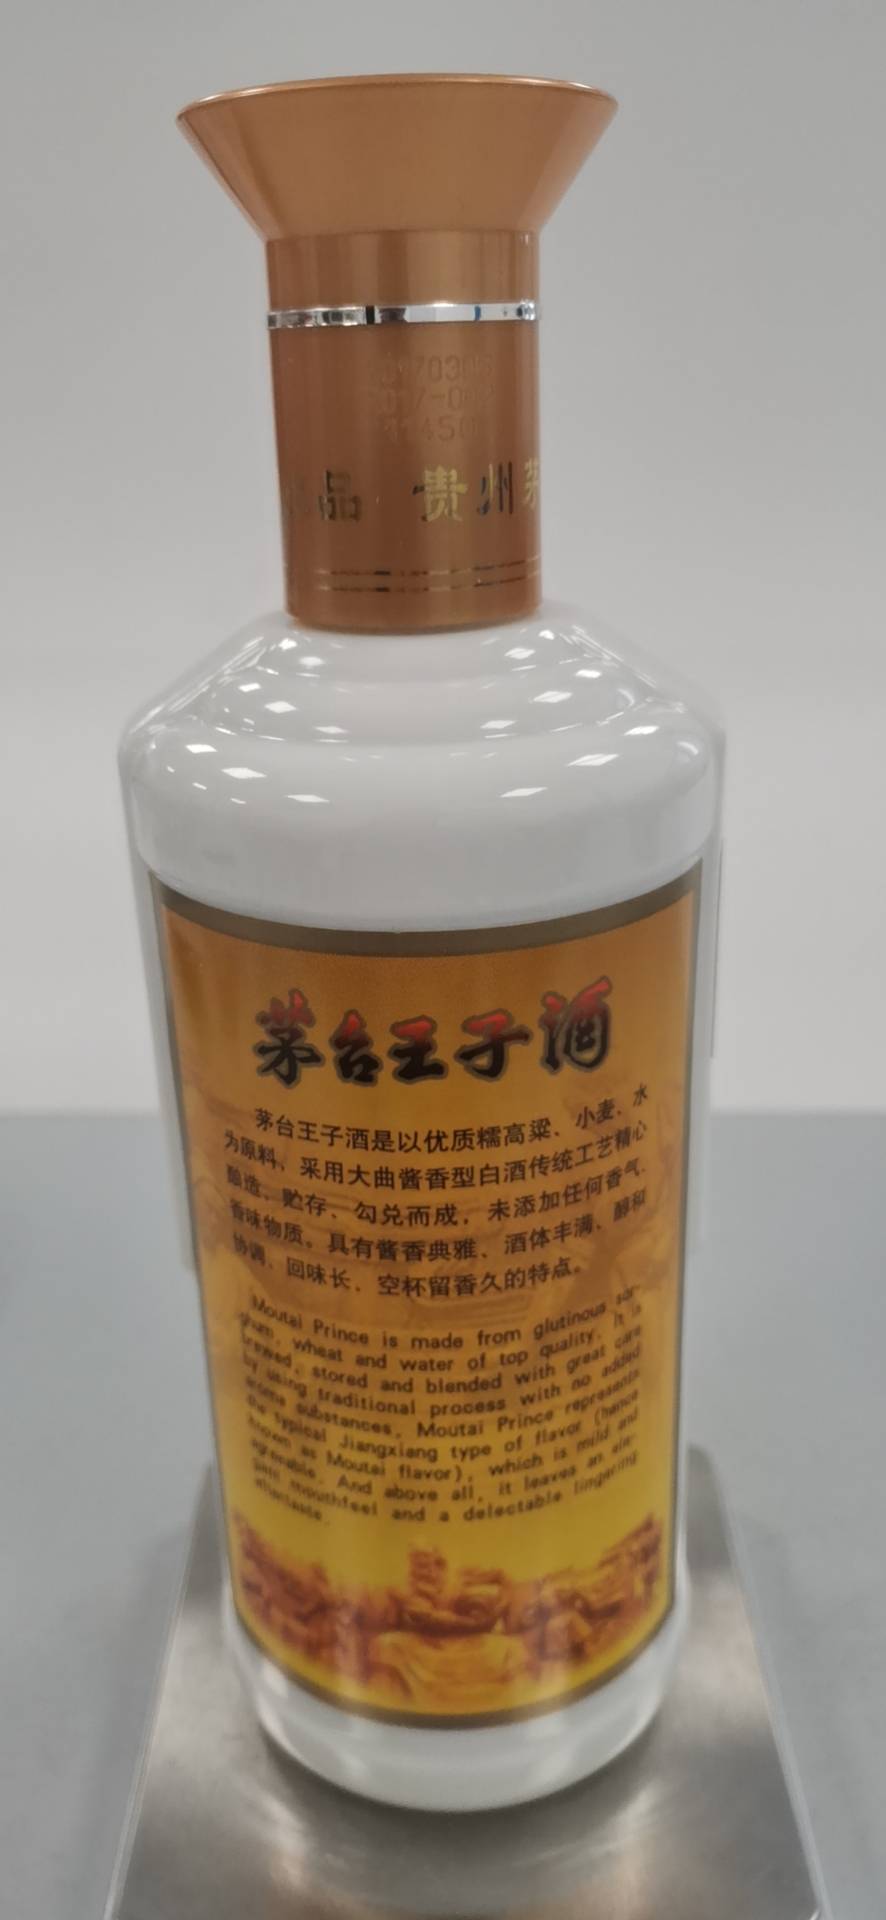 贵州茅
品
茅台王子酒
茅台王子酒是以优质糯高粱、小麦、水
为原料，采用大曲酱香型白酒传统工艺精心
酿造、贮存、勾兑而成，未添加任何香气、
香味物质。具有酱香典雅、酒体丰满、醇和
协调、回味长、空杯留香久的特点。
Moutai Prince is made from glutinous sor-
ghum, wheat and water of top quality. It is
brewed, stored and blended with great care
by using traditional process with no added
aroma substances. Moutai Prince represents
the typical Jiangxiang type of flavor (hence
known as Moutai flavor), which is mild and
agreeable. And above all, it leaves an ele-
gant mouthfeel and a delectable lingering
aftertaste.